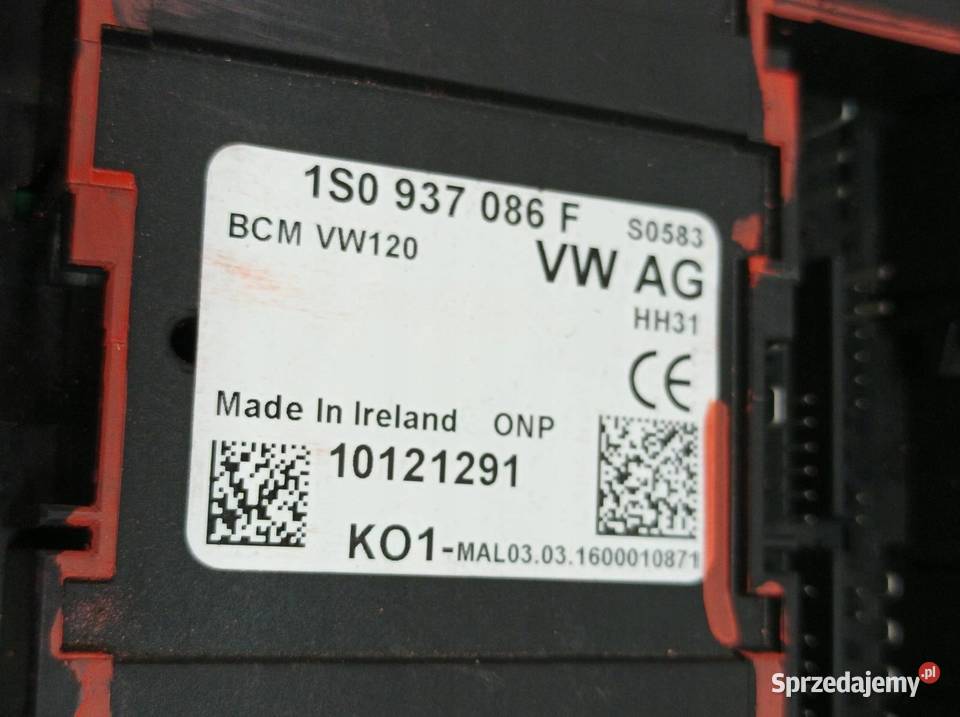 1S0 937 086 F
S0583
BCM VW120
VW AG
HH31
CE
Made In Ireland ONP
10121291
KO1-MAL03.03.1600010871
Sprzedajemy.pl